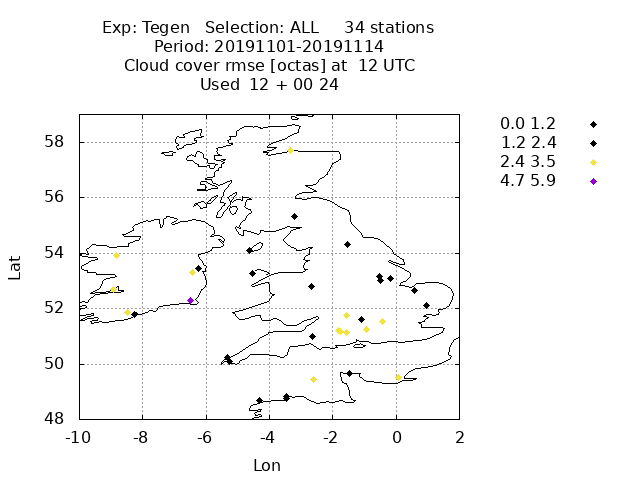 Exp: Tegen Selection: ALL 34 stations
Period: 20191101-20191114
Cloud cover rmse [octas] at 12 UTC
Used 12 + 00 24
0.0 1.2
1.2 2.4
2.4 3.5
4.7 5.9
58
56
54
52
50
48
Lat
-10 -8 -6 -4 -2 0 2
Lon